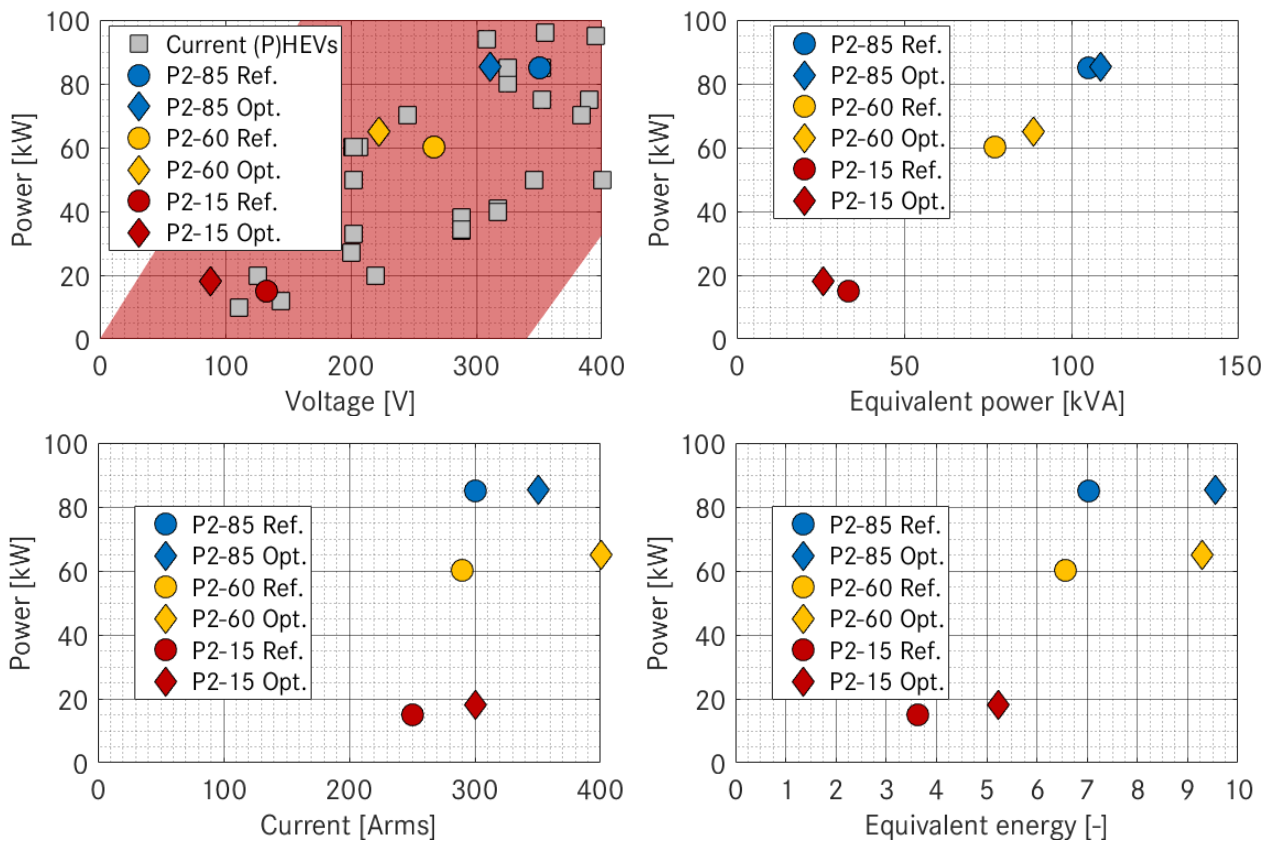 100
80
60
40
20
0
Power [kW]
Current (P)HEVs
P2-85 Ref.
P2-85 Opt.
P2-60 Ref.
P2-60 Opt.
P2-15 Ref.
P2-15 Opt.
0 100 200 300 400
Voltage [V]
100
80
60
40
20
0
Power [kW]
P2-85 Ref.
P2-85 Opt.
P2-60 Ref.
P2-60 Opt.
P2-15 Ref.
P2-15 Opt.
0 50 100 150
Equivalent power [kVA]
100
80
60
40
20
0
Power [kW]
P2-85 Ref.
P2-85 Opt.
P2-60 Ref.
P2-60 Opt.
P2-15 Ref.
P2-15 Opt.
0 100 200 300 400
Current [Arms]
100
80
60
40
20
0
Power [kW]
P2-85 Ref.
P2-85 Opt.
P2-60 Ref.
P2-60 Opt.
P2-15 Ref.
P2-15 Opt.
0 1 2 3 4 5 6 7 8 9 10
Equivalent energy [-]